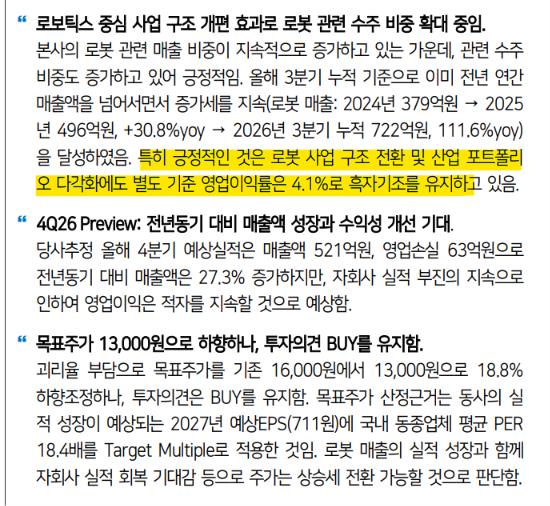 “ 로보틱스 중심 사업 구조 개편 효과로 로봇 관련 수주 비중 확대 중임.
본사의 로봇 관련 매출 비중이 지속적으로 증가하고 있는 가운데, 관련 수주
비중도 증가하고 있어 긍정적임. 올해 3분기 누적 기준으로 이미 전년 연간
매출액을 넘어서면서 증가세를 지속(로봇 매출: 2024년 379억원 → 2025
년 496억원, +30.8%yoy → 2026년 3분기 누적 722억원, 111.6%yoy)
을 달성하였음. 특히 긍정적인 것은 로봇 사업 구조 전환 및 산업 포트폴리
오 다각화에도 별도 기준 영업이익률은 4.1%로 흑자기조를 유지하고 있음.
“ 4Q26 Preview: 전년동기 대비 매출액 성장과 수익성 개선 기대.
당사추정 올해 4분기 예상실적은 매출액 521억원, 영업손실 63억원으로
전년동기 대비 매출액은 27.3% 증가하지만, 자회사 실적 부진의 지속으로
인하여 영업이익은 적자를 지속할 것으로 예상함.
“ 목표주가 13,000원으로 하향하나, 투자의견 BUY를 유지함.
괴리율 부담으로 목표주가를 기존 16,000원에서 13,000원으로 18.8%
하향조정하나, 투자의견은 BUY를 유지함. 목표주가 산정근거는 동사의 실
적 성장이 예상되는 2027년 예상EPS(711원)에 국내 동종업체 평균 PER
18.4배를 Target Multiple로 적용한 것임. 로봇 매출의 실적 성장과 함께
자회사 실적 회복 기대감 등으로 주가는 상승세 전환 가능할 것으로 판단함.